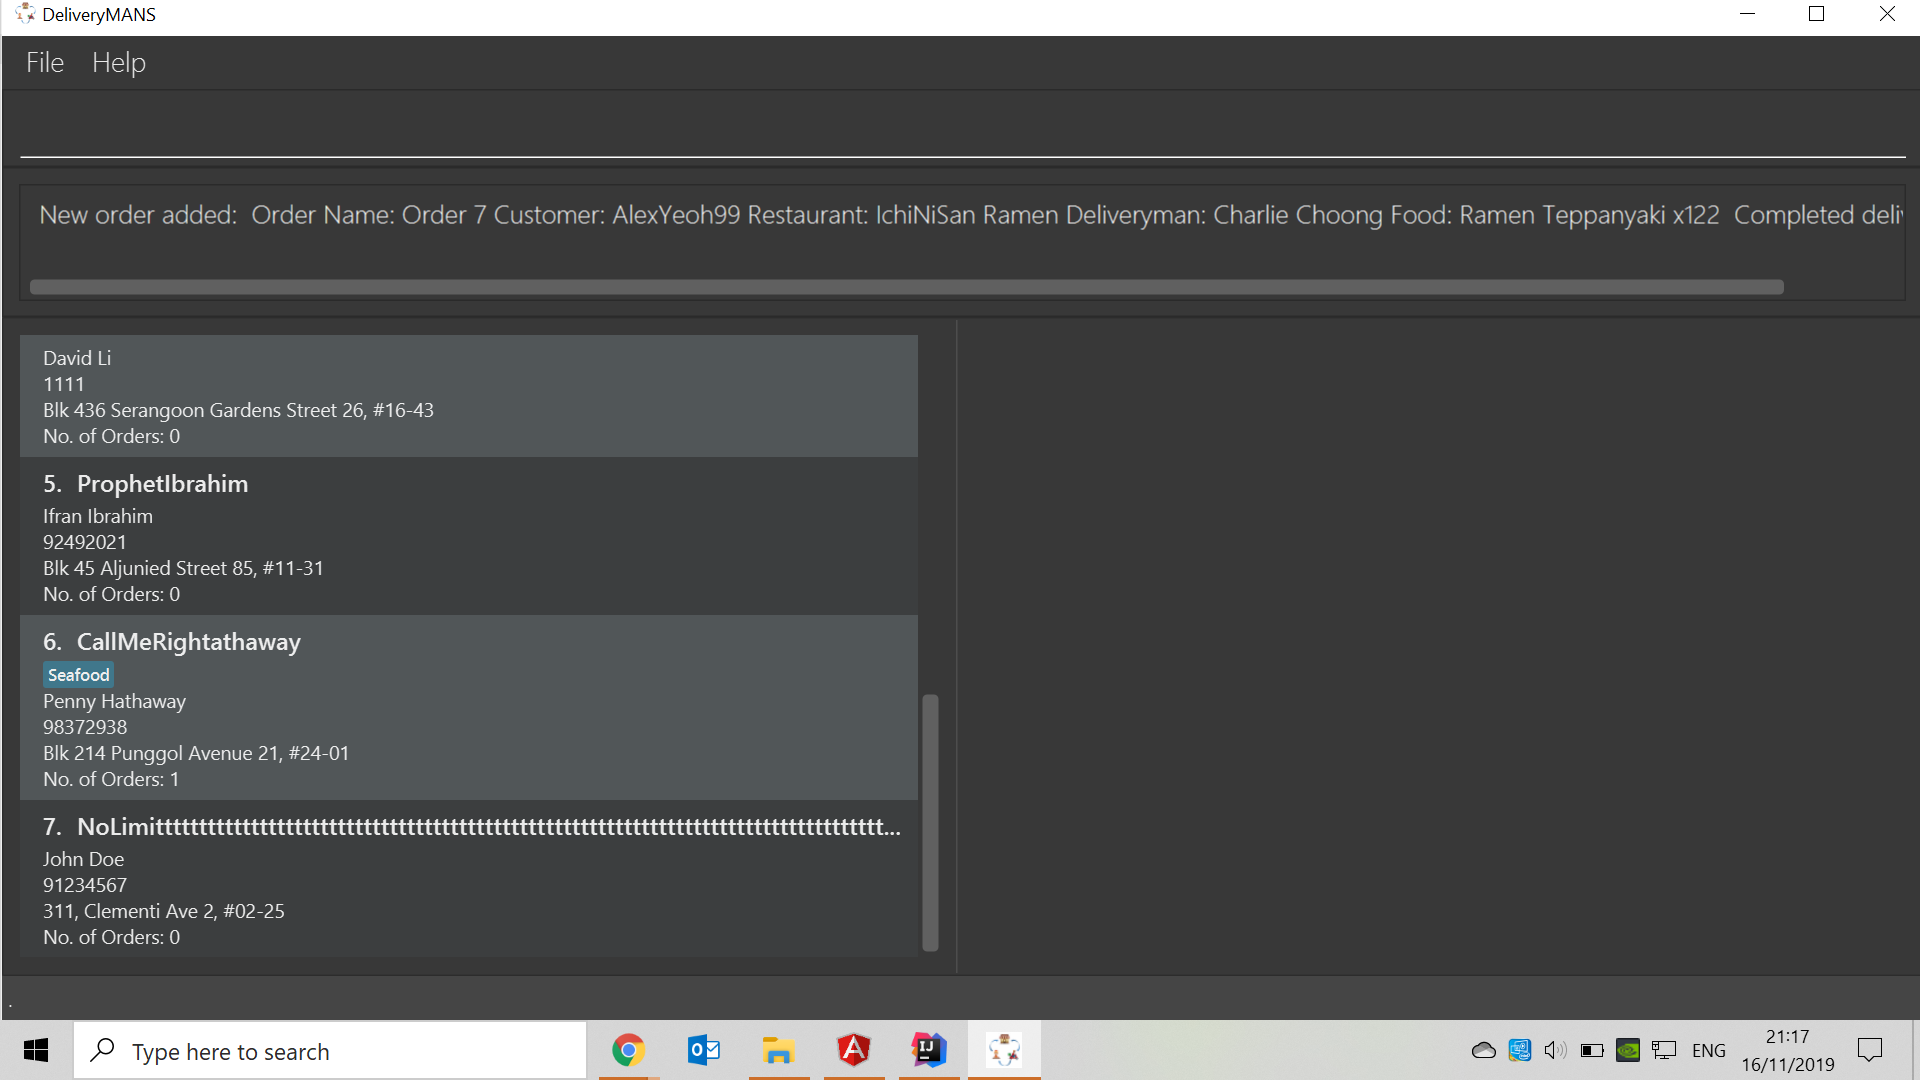 DeliveryMANS
File Help
New order added: Order Name: Order 7 Customer: AlexYeoh99 Restaurant: IchiNiSan Ramen Deliveryman: Charlie Choong Food: Ramen Teppanyaki x122 Completed deli
David Li
1111
Blk 436 Serangoon Gardens Street 26, #16-43
No. of Orders: 0
5. ProphetIbrahim
Ifran Ibrahim
92492021
Blk 45 Aljunied Street 85, #11-31
No. of Orders: 0
6. CallMeRightathaway
Seafood
Penny Hathaway
98372938
Blk 214 Punggol Avenue 21, #24-01
No. of Orders: 1
7. NoLimitttttttttttttttttttttttttttttttttttttttttttttttttttttttttttttttttttttttttttttttttttttt...
John Doe
91234567
311, Clementi Ave 2, #02-25
No. of Orders: 0
.
Type here to search
ENG
21:17
16/11/2019